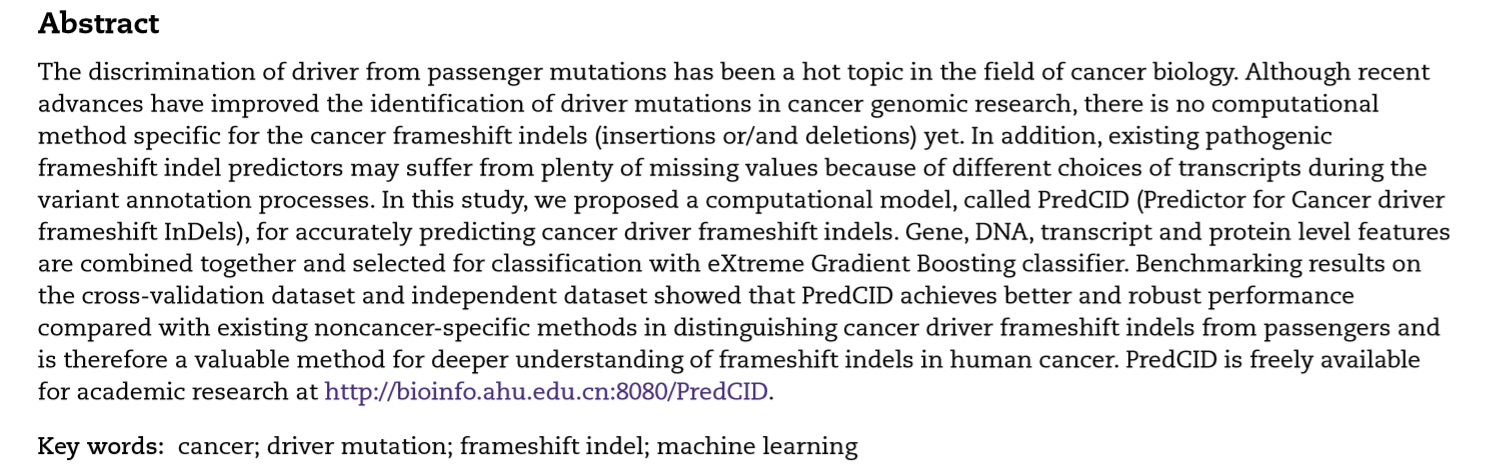 Abstract
The discrimination of driver from passenger mutations has been a hot topic in the field of cancer biology. Although recent
advances have improved the identification of driver mutations in cancer genomic research, there is no computational
method specific for the cancer frameshift indels (insertions or/and deletions) yet. In addition, existing pathogenic
frameshift indel predictors may suffer from plenty of missing values because of different choices of transcripts during the
variant annotation processes. In this study, we proposed a computational model, called PredCID (Predictor for Cancer driver
frameshift InDels), for accurately predicting cancer driver frameshift indels. Gene, DNA, transcript and protein level features
are combined together and selected for classification with eXtreme Gradient Boosting classifier. Benchmarking results on
the cross-validation dataset and independent dataset showed that PredCID achieves better and robust performance
compared with existing noncancer-specific methods in distinguishing cancer driver frameshift indels from passengers and
is therefore a valuable method for deeper understanding of frameshift indels in human cancer. PredCID is freely available
for academic research at http://bioinfo.ahu.edu.cn:8080/PredCID.
Key words: cancer; driver mutation; frameshift indel; machine learning